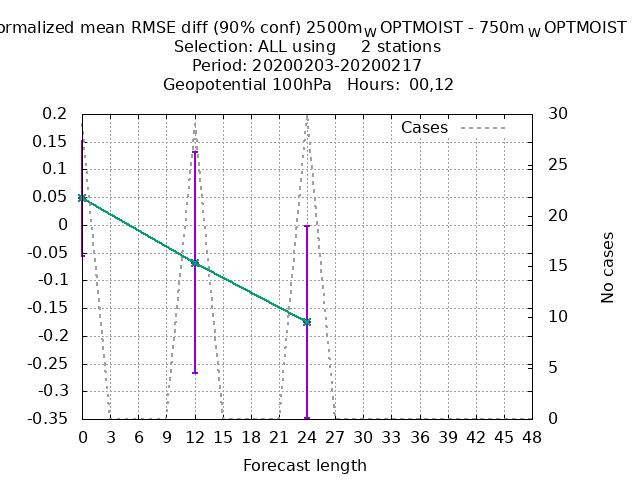 ormalized mean RMSE diff (90% conf) 2500m W OPTMOIST - 750m W OPTMOIST
Selection: ALL using 2 stations
Period: 20200203-20200217
Geopotential 100hPa Hours: 00,12
Cases
0.2
0.15
0.1
0.05
0
-0.05
-0.1
-0.15
-0.2
-0.25
-0.3
-0.35
30
25
20
15
10
5
0
No cases
0 3 6 9 12 15 18 21 24 27 30 33 36 39 42 45 48
Forecast length